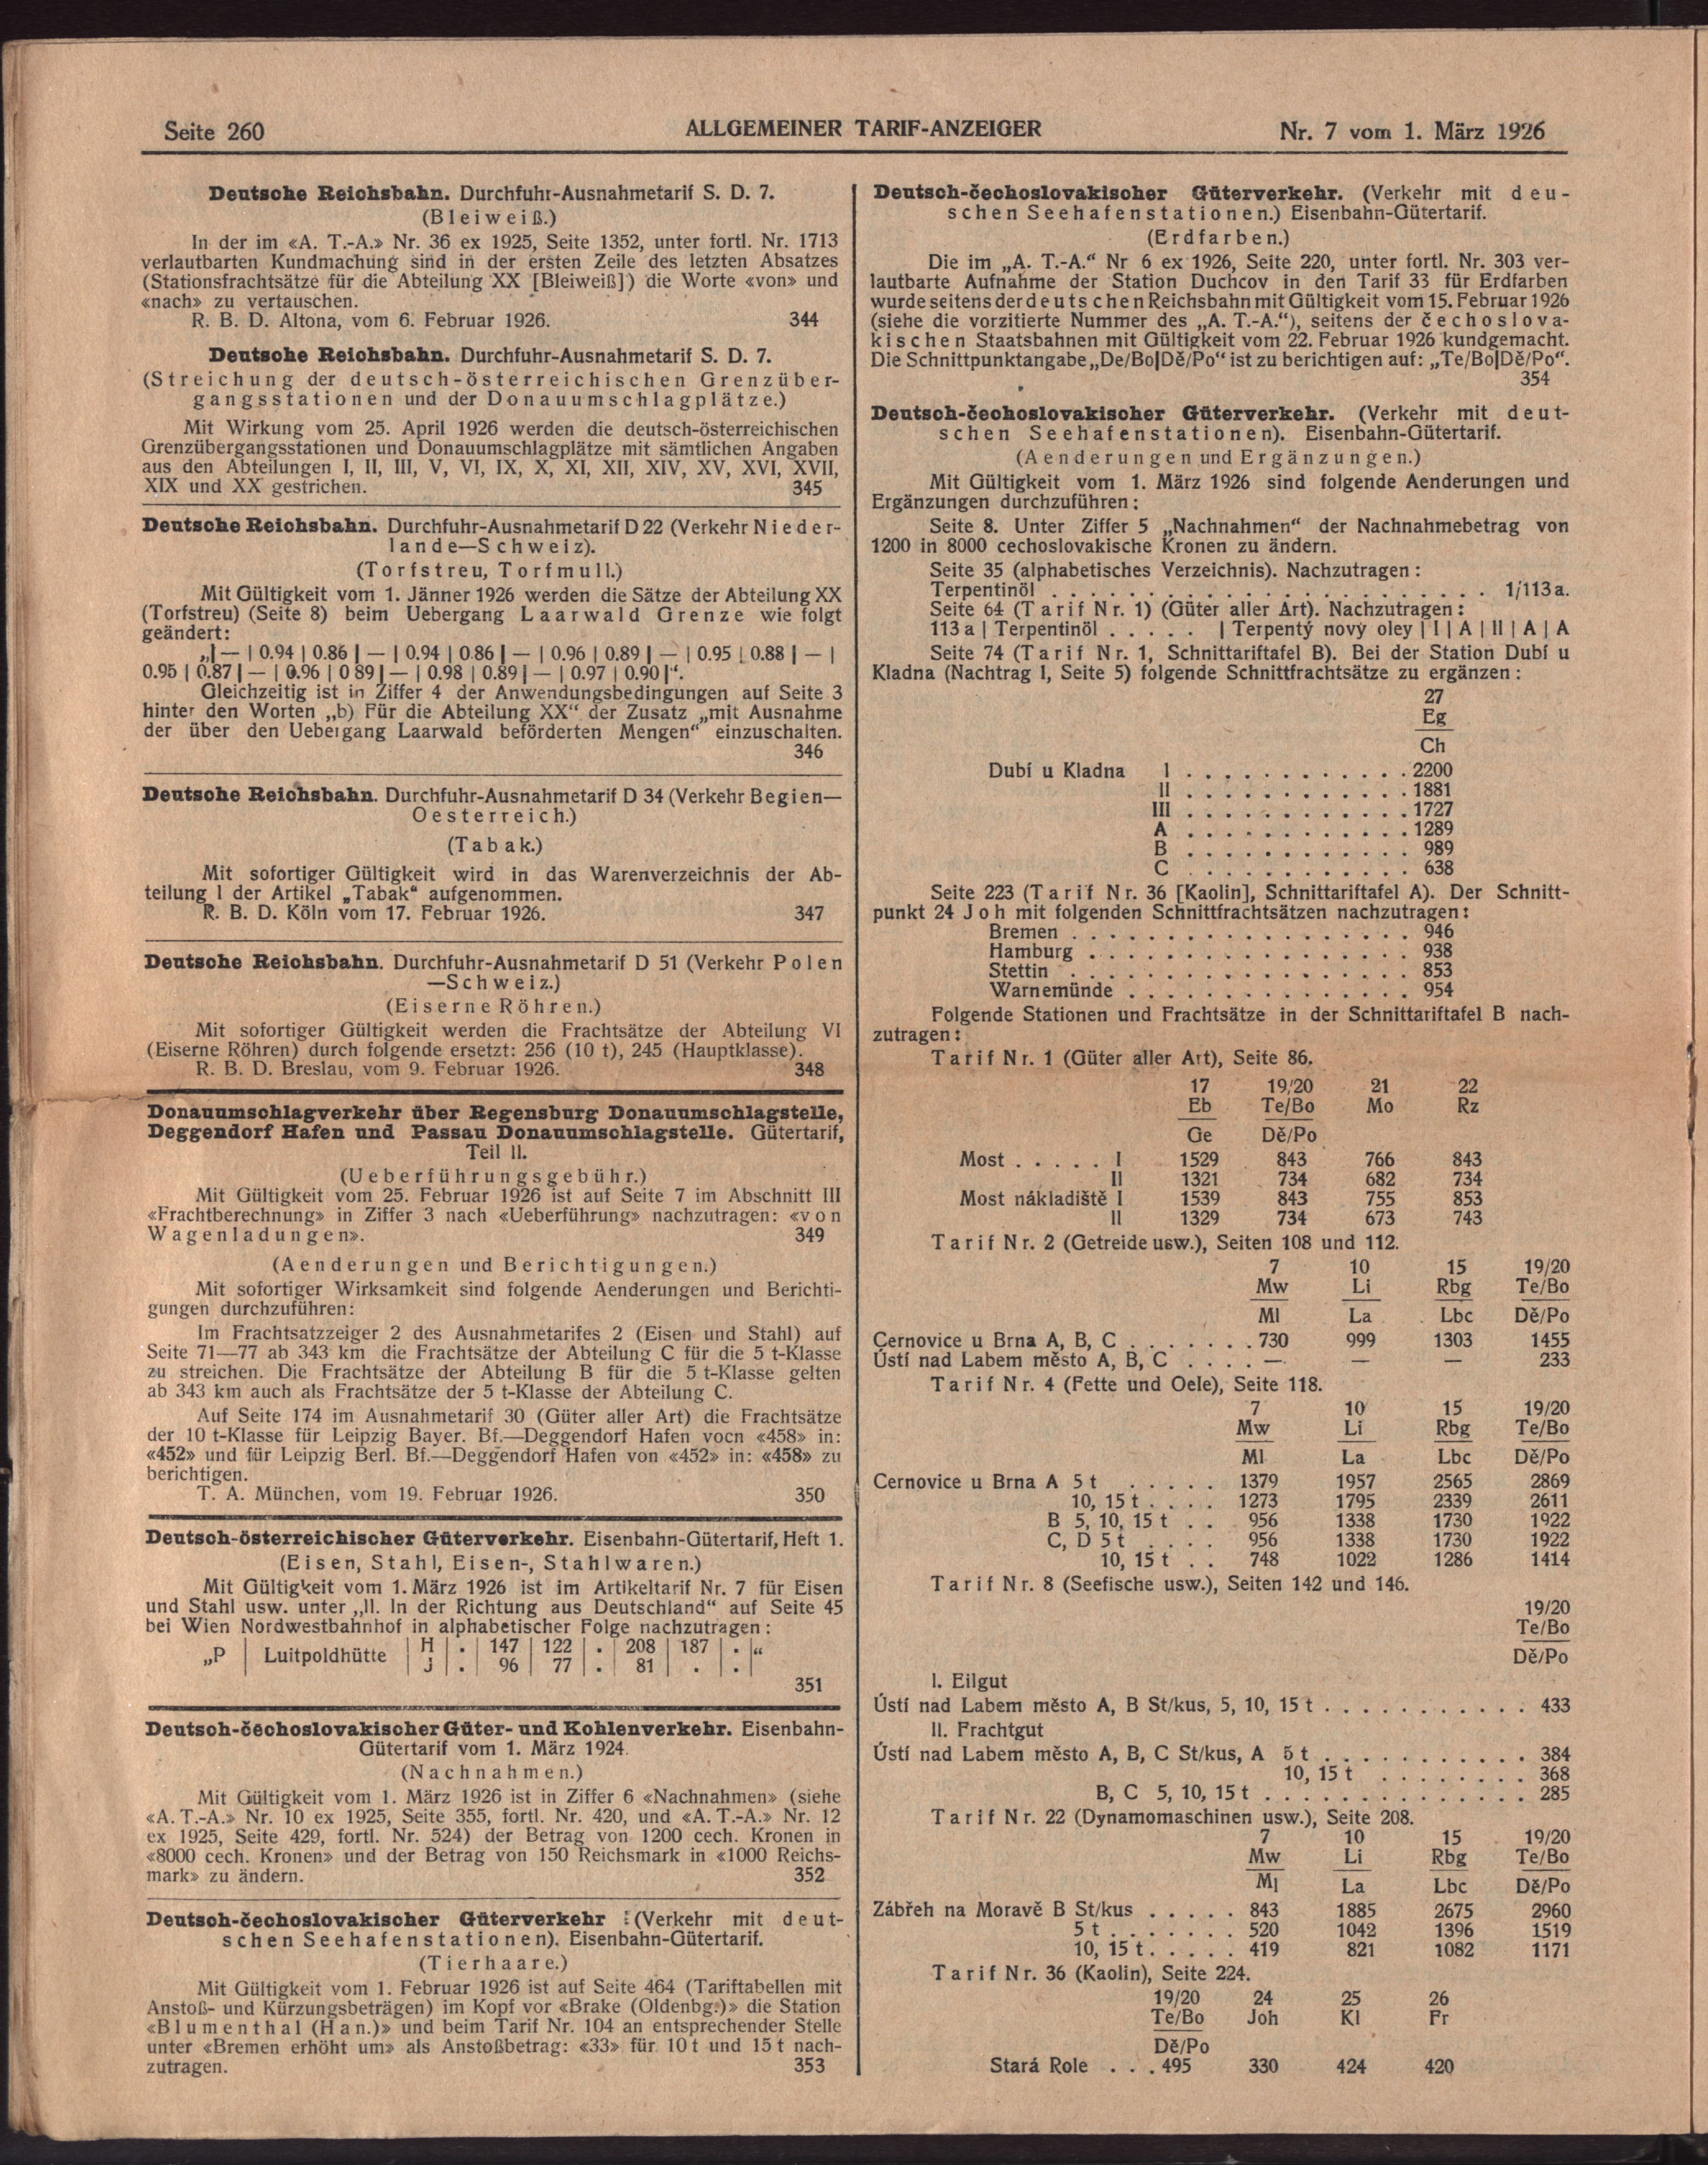 Seite 260
ALLGEMEINER TARIF-ANZEIGER
Nr. 7 vom 1. März 1926
Deutsche Reichsbahn. Durchfuhr-Ausnahmetarif S. D. 7.
(Bleiweiß.)
In der im «A. T.-A.» Nr. 36 ex 1925, Seite 1352, unter fortl. Nr. 1713
verlautbarten Kundmachung sind in der ersten Zeile des letzten Absatzes
(Stationsfrachtsätze für die Abteilung XX [Bleiweiß]) die Worte «von» und
«nach» zu vertauschen.
R. B. D. Altona, vom 6. Februar 1926. 344
Deutsche Reichsbahn. Durchfuhr-Ausnahmetarif S. D. 7.
(Streichung der deutsch-österreichischen Grenzüber-
gangsstationen und der Donauumschlagplätze.)
Mit Wirkung vom 25. April 1926 werden die deutsch-österreichischen
Grenzübergangsstationen und Donauumschlagplätze mit sämtlichen Angaben
aus den Abteilungen I, II, III, V, VI, IX, X, XI, XII, XIV, XV, XVI, XVII,
XIX und XX gestrichen. 345
Deutsche Reichsbahn. Durchfuhr-Ausnahmetarif D 22 (Verkehr Nieder-
lande—Schweiz).
(Torfstreu, Torfmull.)
Mit Gültigkeit vom 1. Jänner 1926 werden die Sätze der Abteilung XX
(Torfstreu) (Seite 8) beim Uebergang Laarwald Grenze wie folgt
geändert:
„| — | 0.94 | 0.86 | — | 0.94 | 0.86 | — | 0.96 | 0.89 | — | 0.95 | 0.88 | — |
0.95 | 0.87 | — | 0.96 | 0 89 | — | 0.98 | 0.89 | — | 0.97 | 0.90 |“.
Gleichzeitig ist in Ziffer 4 der Anwendungsbedingungen auf Seite 3
hinter den Worten „b) Für die Abteilung XX“ der Zusatz „mit Ausnahme
der über den Uebergang Laarwald beförderten Mengen“ einzuschalten.
346
Deutsche Reichsbahn. Durchfuhr-Ausnahmetarif D 34 (Verkehr Begien—
Oesterreich.)
(Tabak.)
Mit sofortiger Gültigkeit wird in das Warenverzeichnis der Ab-
teilung I der Artikel „Tabak“ aufgenommen.
R. B. D. Köln vom 17. Februar 1926. 347
Deutsche Reichsbahn. Durchfuhr-Ausnahmetarif D 51 (Verkehr Polen
—Schweiz.)
(Eiserne Röhren.)
Mit sofortiger Gültigkeit werden die Frachtsätze der Abteilung VI
(Eiserne Röhren) durch folgende ersetzt: 256 (10 t), 245 (Hauptklasse).
R. B. D. Breslau, vom 9. Februar 1926. 348
Donauumschlagverkehr über Regensburg Donauumschlagstelle,
Deggendorf Hafen und Passau Donauumschlagstelle. Gütertarif,
Teil II.
(Ueberführungsgebühr.)
Mit Gültigkeit vom 25. Februar 1926 ist auf Seite 7 im Abschnitt III
«Frachtberechnung» in Ziffer 3 nach «Ueberführung» nachzutragen: «von
Wagenladungen». 349
(Aenderungen und Berichtigungen.)
Mit sofortiger Wirksamkeit sind folgende Aenderungen und Berichti-
gungen durchzuführen:
Im Frachtsatzzeiger 2 des Ausnahmetarifes 2 (Eisen und Stahl) auf
Seite 71—77 ab 343 km die Frachtsätze der Abteilung C für die 5 t-Klasse
zu streichen. Die Frachtsätze der Abteilung B für die 5 t-Klasse gelten
ab 343 km auch als Frachtsätze der 5 t-Klasse der Abteilung C.
Auf Seite 174 im Ausnahmetarif 30 (Güter aller Art) die Frachtsätze
der 10 t-Klasse für Leipzig Bayer. Bf.—Deggendorf Hafen vocn «458» in:
«452» und für Leipzig Berl. Bf.—Deggendorf Hafen von «452» in: «458» zu
berichtigen.
T. A. München, vom 19. Februar 1926. 350
Deutsch-österreichischer Güterverkehr. Eisenbahn-Gütertarif, Heft 1.
(Eisen, Stahl, Eisen-, Stahlwaren.)
Mit Gültigkeit vom 1. März 1926 ist im Artikeltarif Nr. 7 für Eisen
und Stahl usw. unter „II. In der Richtung aus Deutschland“ auf Seite 45
bei Wien Nordwestbahnhof in alphabetischer Folge nachzutragen:
„P | Luitpoldhütte | H | . | 147 | 122 | . | 208 | 187 | . | “
J | . | 96 | 77 | . | 81 | . | . |
351
Deutsch-čechoslovakischer Güter- und Kohlenverkehr. Eisenbahn-
Gütertarif vom 1. März 1924.
(Nachnahmen.)
Mit Gültigkeit vom 1. März 1926 ist in Ziffer 6 «Nachnahmen» (siehe
«A. T.-A.» Nr. 10 ex 1925, Seite 355, fortl. Nr. 420, und «A. T.-A.» Nr. 12
ex 1925, Seite 429, fortl. Nr. 524) der Betrag von 1200 cech. Kronen in
«8000 cech. Kronen» und der Betrag von 150 Reichsmark in «1000 Reichs-
mark» zu ändern. 352
Deutsch-čechoslovakischer Güterverkehr (Verkehr mit deut-
schen Seehafenstationen). Eisenbahn-Gütertarif.
(Tierhaare.)
Mit Gültigkeit vom 1. Februar 1926 ist auf Seite 464 (Tariftabellen mit
Anstoß- und Kürzungsbeträgen) im Kopf vor «Brake (Oldenbg.)» die Station
«Blumenthal (Han.)» und beim Tarif Nr. 104 an entsprechender Stelle
unter «Bremen erhöht um» als Anstoßbetrag: «33» für 10 t und 15 t nach-
zutragen. 353
Deutsch-čechoslovakischer Güterverkehr. (Verkehr mit deu-
schen Seehafenstationen.) Eisenbahn-Gütertarif.
(Erdfarben.)
Die im „A. T.-A.“ Nr 6 ex 1926, Seite 220, unter fortl. Nr. 303 ver-
lautbarte Aufnahme der Station Duchcov in den Tarif 33 für Erdfarben
wurde seitens der deutschen Reichsbahn mit Gültigkeit vom 15. Februar 1926
(siehe die vorzitierte Nummer des „A. T.-A.“), seitens der čechoslova-
kischen Staatsbahnen mit Gültigkeit vom 22. Februar 1926 kundgemacht.
Die Schnittpunktangabe „De/Bo|Dě/Po“ ist zu berichtigen auf: „Te/Bo|Dě/Po“.
354
Deutsch-čechoslovakischer Güterverkehr. (Verkehr mit deut-
schen Seehafenstationen). Eisenbahn-Gütertarif.
(Aenderungen und Ergänzungen.)
Mit Gültigkeit vom 1. März 1926 sind folgende Aenderungen und
Ergänzungen durchzuführen:
Seite 8. Unter Ziffer 5 „Nachnahmen“ der Nachnahmebetrag von
1200 in 8000 cechoslovakische Kronen zu ändern.
Seite 35 (alphabetisches Verzeichnis). Nachzutragen:
Terpentinöl . . . . . . . . . . 1/113 a.
Seite 64 (Tarif Nr. 1) (Güter aller Art). Nachzutragen:
113 a | Terpentinöl . . . . . | Terpentý nový oley | I | A | II | A | A
Seite 74 (Tarif Nr. 1, Schnittariftafel B). Bei der Station Dubí u
Kladna (Nachtrag I, Seite 5) folgende Schnittfrachtsätze zu ergänzen:
27
Eg
Ch
Dubí u Kladna I . . . . . . . . . . . . 2200
II . . . . . . . . . . . . 1881
III . . . . . . . . . . . . 1727
A . . . . . . . . . . . . 1289
B . . . . . . . . . . . . 989
C . . . . . . . . . . . . 638
Seite 223 (Tarif Nr. 36 [Kaolin], Schnittariftafel A). Der Schnitt-
punkt 24 Joh mit folgenden Schnittfrachtsätzen nachzutragen:
Bremen . . . . . . . . . . 946
Hamburg . . . . . . . . . . 938
Stettin . . . . . . . . . . 853
Warnemünde . . . . . . . . . . 954
Folgende Stationen und Frachtsätze in der Schnittariftafel B nach-
zutragen:
Tarif Nr. 1 (Güter aller Art), Seite 86.
17 19/20 21 22
Eb Te/Bo Mo Rz
Ge Dě/Po
Most . . . . . I 1529 843 766 843
II 1321 734 682 734
Most nákladiště I 1539 843 755 853
II 1329 734 673 743
Tarif Nr. 2 (Getreide usw.), Seiten 108 und 112.
7 10 15 19/20
Mw Li Rbg Te/Bo
Ml La Lbc Dě/Po
Cernovice u Brna A, B, C . . . . . . . 730 999 1303 1455
Ústí nad Labem město A, B, C . . . . — — — 233
Tarif Nr. 4 (Fette und Oele), Seite 118.
7 10 15 19/20
Mw Li Rbg Te/Bo
Ml La Lbc Dě/Po
Cernovice u Brna A 5 t . . . . . 1379 1957 2565 2869
10, 15 t . . . . 1273 1795 2339 2611
B 5, 10, 15 t . . 956 1338 1730 1922
C, D 5 t . . . . 956 1338 1730 1922
10, 15 t . . 748 1022 1286 1414
Tarif Nr. 8 (Seefische usw.), Seiten 142 und 146.
19/20
Te/Bo
Dě/Po
I. Eilgut
Ústí nad Labem město A, B St/kus, 5, 10, 15 t . . . . . . . . . . . 433
II. Frachtgut
Ústí nad Labem město A, B, C St/kus, A 5 t . . . . . . . . . . . 384
10, 15 t . . . . . . . . 368
B, C 5, 10, 15 t . . . . . . . . . . . . . . 285
Tarif Nr. 22 (Dynamomaschinen usw.), Seite 208.
7 10 15 19/20
Mw Li Rbg Te/Bo
Ml La Lbc Dě/Po
Zábřeh na Moravě B St/kus . . . . . 843 1885 2675 2960
5 t . . . . . . . 520 1042 1396 1519
10, 15 t . . . . . 419 821 1082 1171
Tarif Nr. 36 (Kaolin), Seite 224.
19/20 24 25 26
Te/Bo Joh Kl Fr
Dě/Po
Stará Role . . . 495 330 424 420